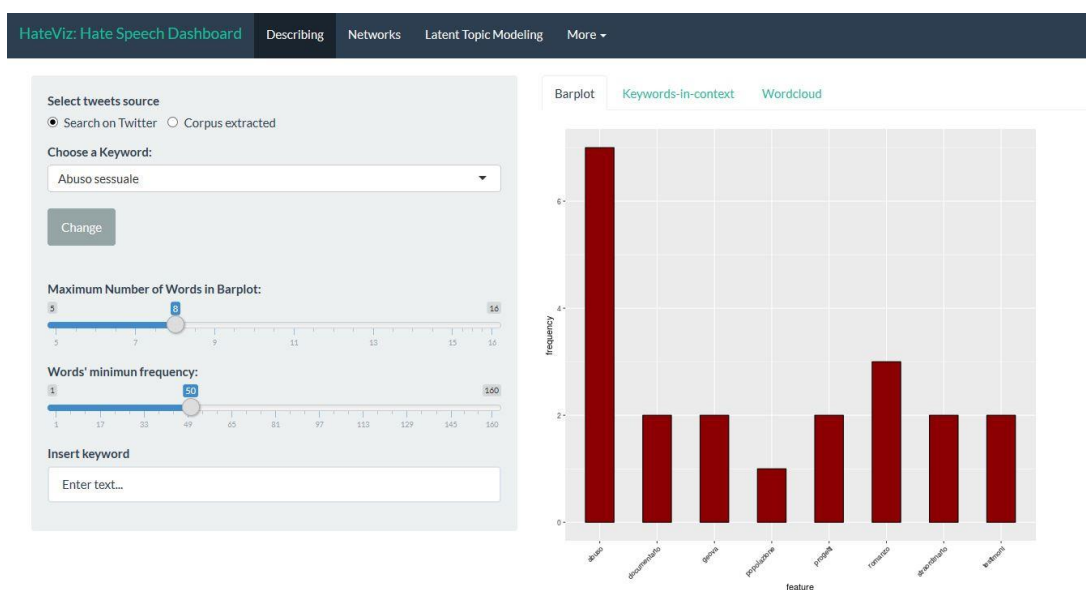 HateViz: Hate Speech Dashboard Describing Networks Latent Topic Modeling More
Select tweets source
Search on Twitter Corpus extracted
Choose a Keyword:
Abuso sessuale
Change
Maximum Number of Words in Barplot:
5 8 16
5 7 9 11 13 15 16
Words' minimun frequency:
1 50 160
1 17 33 49 65 81 97 113 129 145 160
Insert keyword
Enter text...
Barplot Keywords-in-context Wordcloud
6
4
2
0
frequency
abuso documentario geova popolazione progetti romanzo straordinario testimoni
feature